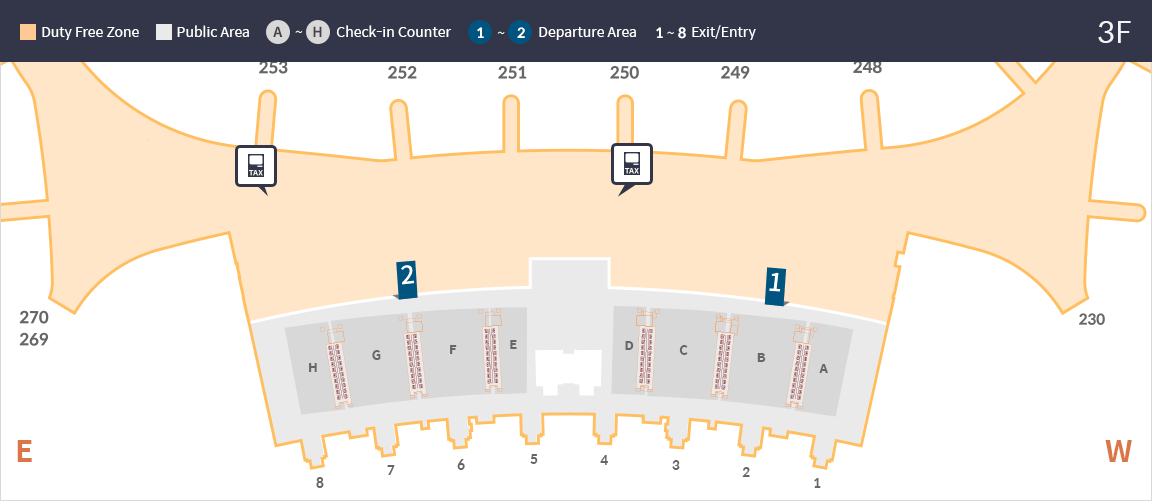 Duty Free Zone
Public Area
A ~ H Check-in Counter
1 ~ 2 Departure Area
1 ~ 8 Exit/Entry
3F
253
252
251
250
249
248
TAX
TAX
2
1
270
269
230
H
G
F
E
D
C
B
A
E
W
8
7
6
5
4
3
2
1